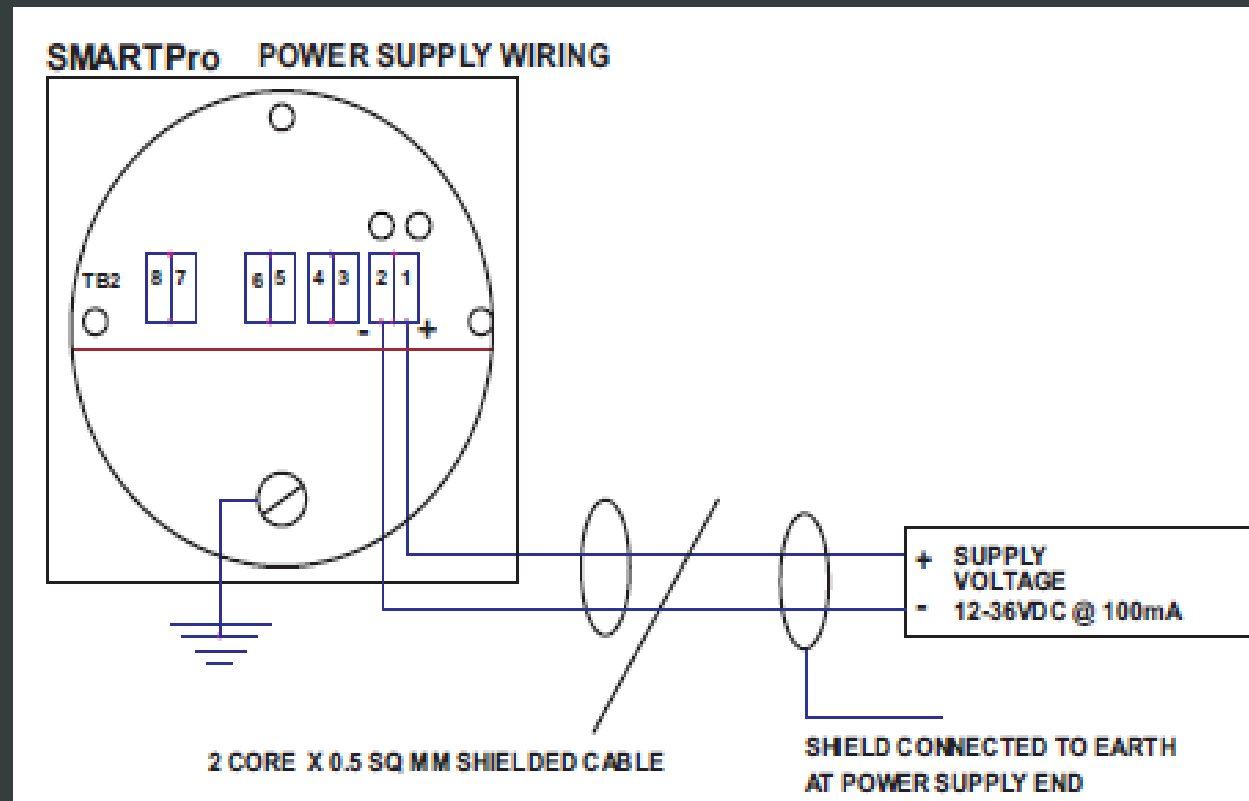 SMARTPro POWER SUPPLY WIRING
TB2 8 7 6 5 4 3 2 1
- +
+ SUPPLY
VOLTAGE
- 12-36VDC @ 100mA
2 CORE X 0.5 SQ MM SHIELDED CABLE
SHIELD CONNECTED TO EARTH
AT POWER SUPPLY END